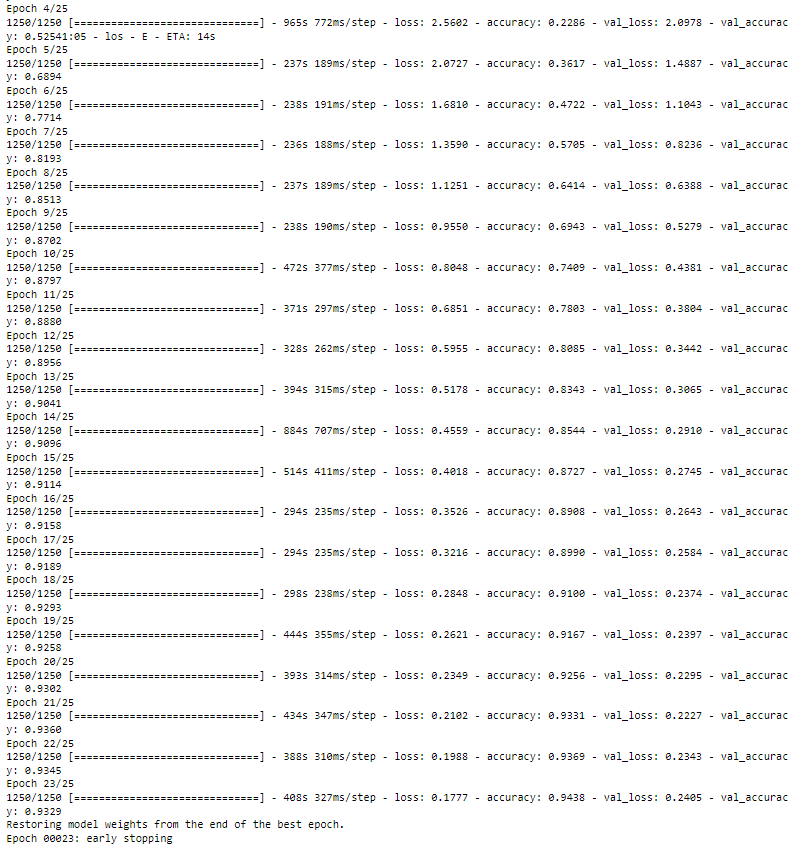 Epoch 4/25
1250/1250 [==============================] - 965s 772ms/step - loss: 2.5602 - accuracy: 0.2286 - val_loss: 2.0978 - val_accurac
y: 0.52541:05 - los - E - ETA: 14s
Epoch 5/25
1250/1250 [==============================] - 237s 189ms/step - loss: 2.0727 - accuracy: 0.3617 - val_loss: 1.4887 - val_accurac
y: 0.6894
Epoch 6/25
1250/1250 [==============================] - 238s 191ms/step - loss: 1.6810 - accuracy: 0.4722 - val_loss: 1.1043 - val_accurac
y: 0.7714
Epoch 7/25
1250/1250 [==============================] - 236s 188ms/step - loss: 1.3590 - accuracy: 0.5705 - val_loss: 0.8236 - val_accurac
y: 0.8193
Epoch 8/25
1250/1250 [==============================] - 237s 189ms/step - loss: 1.1251 - accuracy: 0.6414 - val_loss: 0.6388 - val_accurac
y: 0.8513
Epoch 9/25
1250/1250 [==============================] - 238s 190ms/step - loss: 0.9550 - accuracy: 0.6943 - val_loss: 0.5279 - val_accurac
y: 0.8702
Epoch 10/25
1250/1250 [==============================] - 472s 377ms/step - loss: 0.8048 - accuracy: 0.7409 - val_loss: 0.4381 - val_accurac
y: 0.8797
Epoch 11/25
1250/1250 [==============================] - 371s 297ms/step - loss: 0.6851 - accuracy: 0.7803 - val_loss: 0.3804 - val_accurac
y: 0.8880
Epoch 12/25
1250/1250 [==============================] - 328s 262ms/step - loss: 0.5955 - accuracy: 0.8085 - val_loss: 0.3442 - val_accurac
y: 0.8956
Epoch 13/25
1250/1250 [==============================] - 394s 315ms/step - loss: 0.5178 - accuracy: 0.8343 - val_loss: 0.3065 - val_accurac
y: 0.9041
Epoch 14/25
1250/1250 [==============================] - 884s 707ms/step - loss: 0.4559 - accuracy: 0.8544 - val_loss: 0.2910 - val_accurac
y: 0.9096
Epoch 15/25
1250/1250 [==============================] - 514s 411ms/step - loss: 0.4018 - accuracy: 0.8727 - val_loss: 0.2745 - val_accurac
y: 0.9114
Epoch 16/25
1250/1250 [==============================] - 294s 235ms/step - loss: 0.3526 - accuracy: 0.8908 - val_loss: 0.2643 - val_accurac
y: 0.9158
Epoch 17/25
1250/1250 [==============================] - 294s 235ms/step - loss: 0.3216 - accuracy: 0.8990 - val_loss: 0.2584 - val_accurac
y: 0.9189
Epoch 18/25
1250/1250 [==============================] - 298s 238ms/step - loss: 0.2848 - accuracy: 0.9100 - val_loss: 0.2374 - val_accurac
y: 0.9293
Epoch 19/25
1250/1250 [==============================] - 444s 355ms/step - loss: 0.2621 - accuracy: 0.9167 - val_loss: 0.2397 - val_accurac
y: 0.9258
Epoch 20/25
1250/1250 [==============================] - 393s 314ms/step - loss: 0.2349 - accuracy: 0.9256 - val_loss: 0.2295 - val_accurac
y: 0.9302
Epoch 21/25
1250/1250 [==============================] - 434s 347ms/step - loss: 0.2102 - accuracy: 0.9331 - val_loss: 0.2227 - val_accurac
y: 0.9360
Epoch 22/25
1250/1250 [==============================] - 388s 310ms/step - loss: 0.1988 - accuracy: 0.9369 - val_loss: 0.2343 - val_accurac
y: 0.9345
Epoch 23/25
1250/1250 [==============================] - 408s 327ms/step - loss: 0.1777 - accuracy: 0.9438 - val_loss: 0.2405 - val_accurac
y: 0.9329
Restoring model weights from the end of the best epoch.
Epoch 00023: early stopping